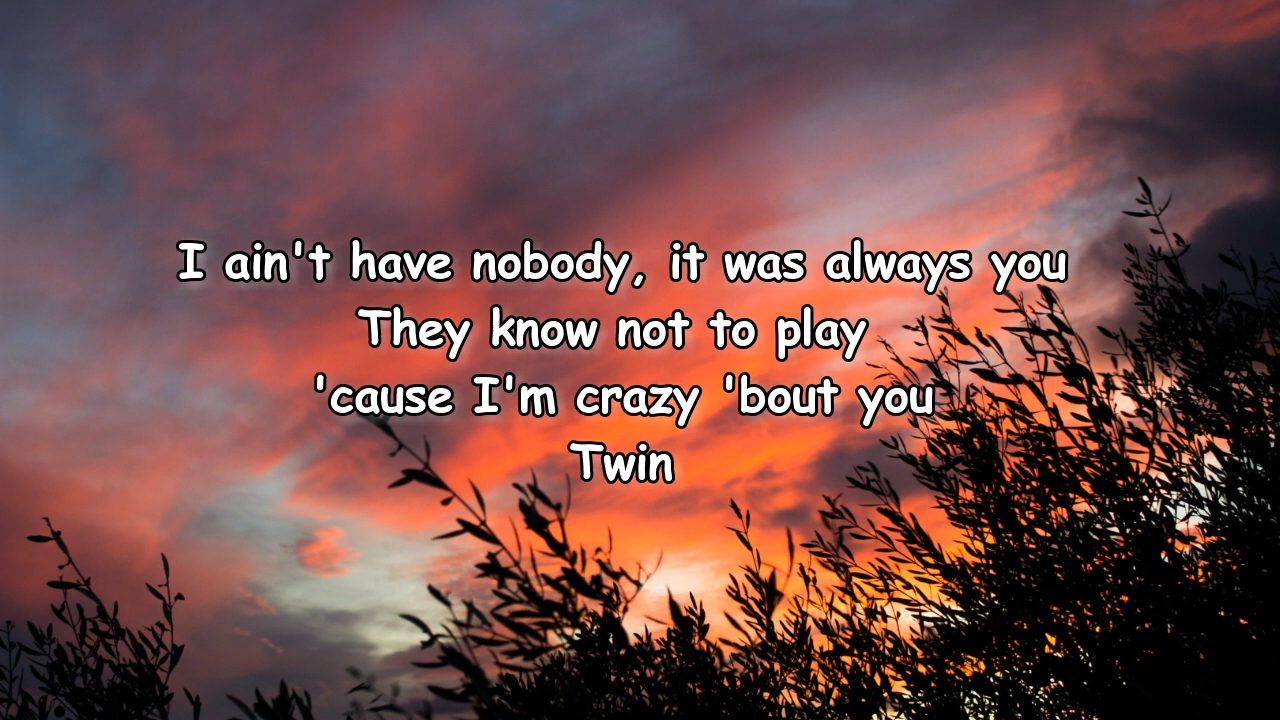 I ain't have nobody, it was always you
They know not to play
'cause I'm crazy 'bout you
Twin